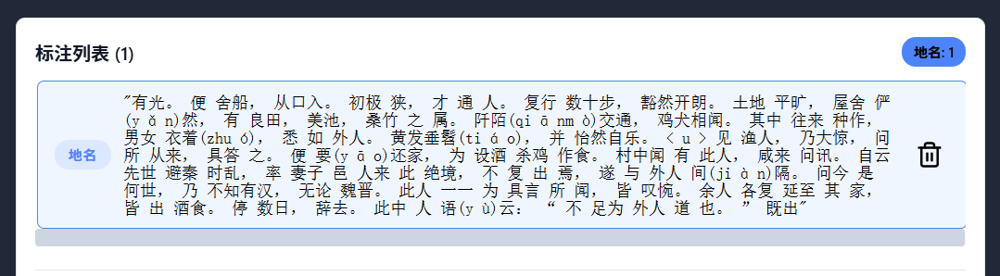 标注列表 (1)
地名: 1
地名
"有光。 便 舍船， 从口入。 初极 狭， 才 通 人。 复行 数十步， 豁然开朗。 土地 平旷， 屋舍 俨
(y ǎ n)然， 有 良田， 美池， 桑竹 之 属。 阡陌(qi ā nm ò)交通， 鸡犬相闻。 其中 往来 种作，
男女 衣着(zhu ó)， 悉 如 外人。 黄发垂髫(ti á o)， 并 怡然自乐。 < u > 见 渔人， 乃大惊， 问
所 从来， 具答 之。 便 要(y ā o)还家， 为 设酒 杀鸡 作食。 村中闻 有 此人， 咸来 问讯。 自云
先世 避秦 时乱， 率 妻子 邑 人来 此 绝境， 不 复 出 焉， 遂 与 外人 间(ji à n)隔。 问今 是
何世， 乃 不知有汉， 无论 魏晋。 此人 一一 为 具言 所 闻， 皆 叹惋。 余人 各复 延至 其 家，
皆 出 酒食。 停 数日， 辞去。 此中 人 语(y ù)云： “ 不 足为 外人 道 也。 ” 既出"